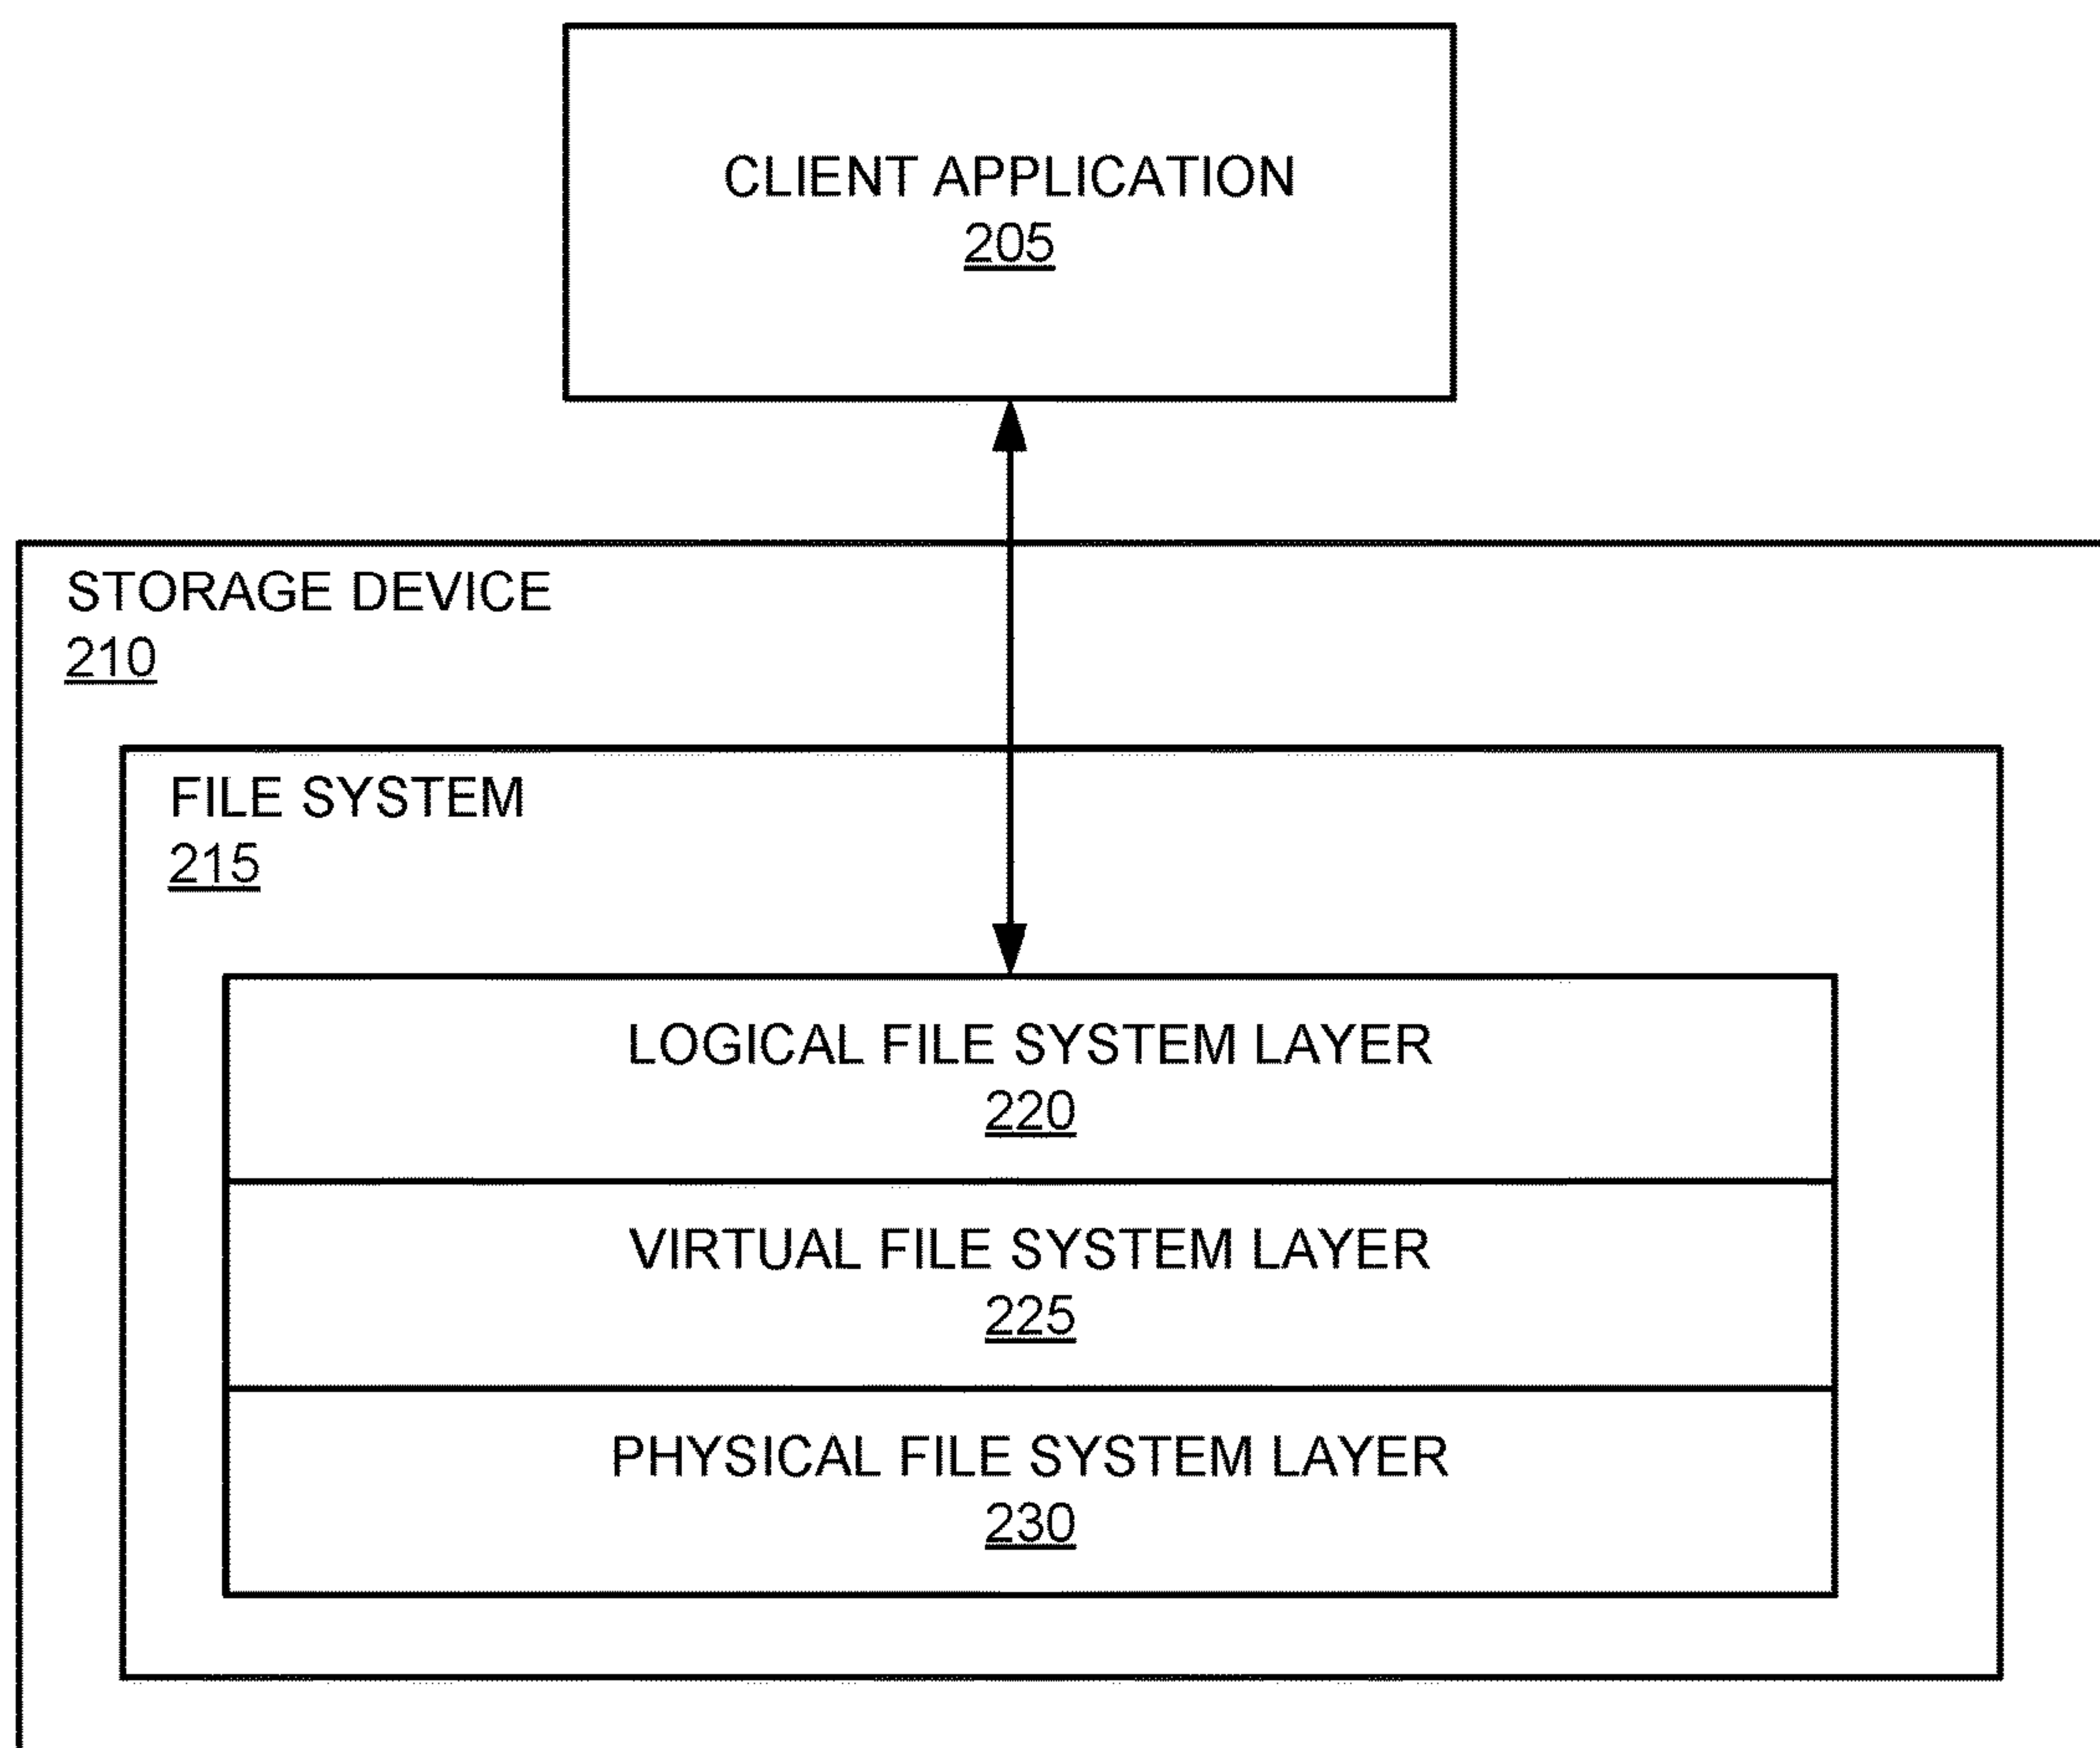 CLIENT APPLICATION
205
STORAGE DEVICE
210
FILE SYSTEM
215
LOGICAL FILE SYSTEM LAYER
220
VIRTUAL FILE SYSTEM LAYER
225
PHYSICAL FILE SYSTEM LAYER
230